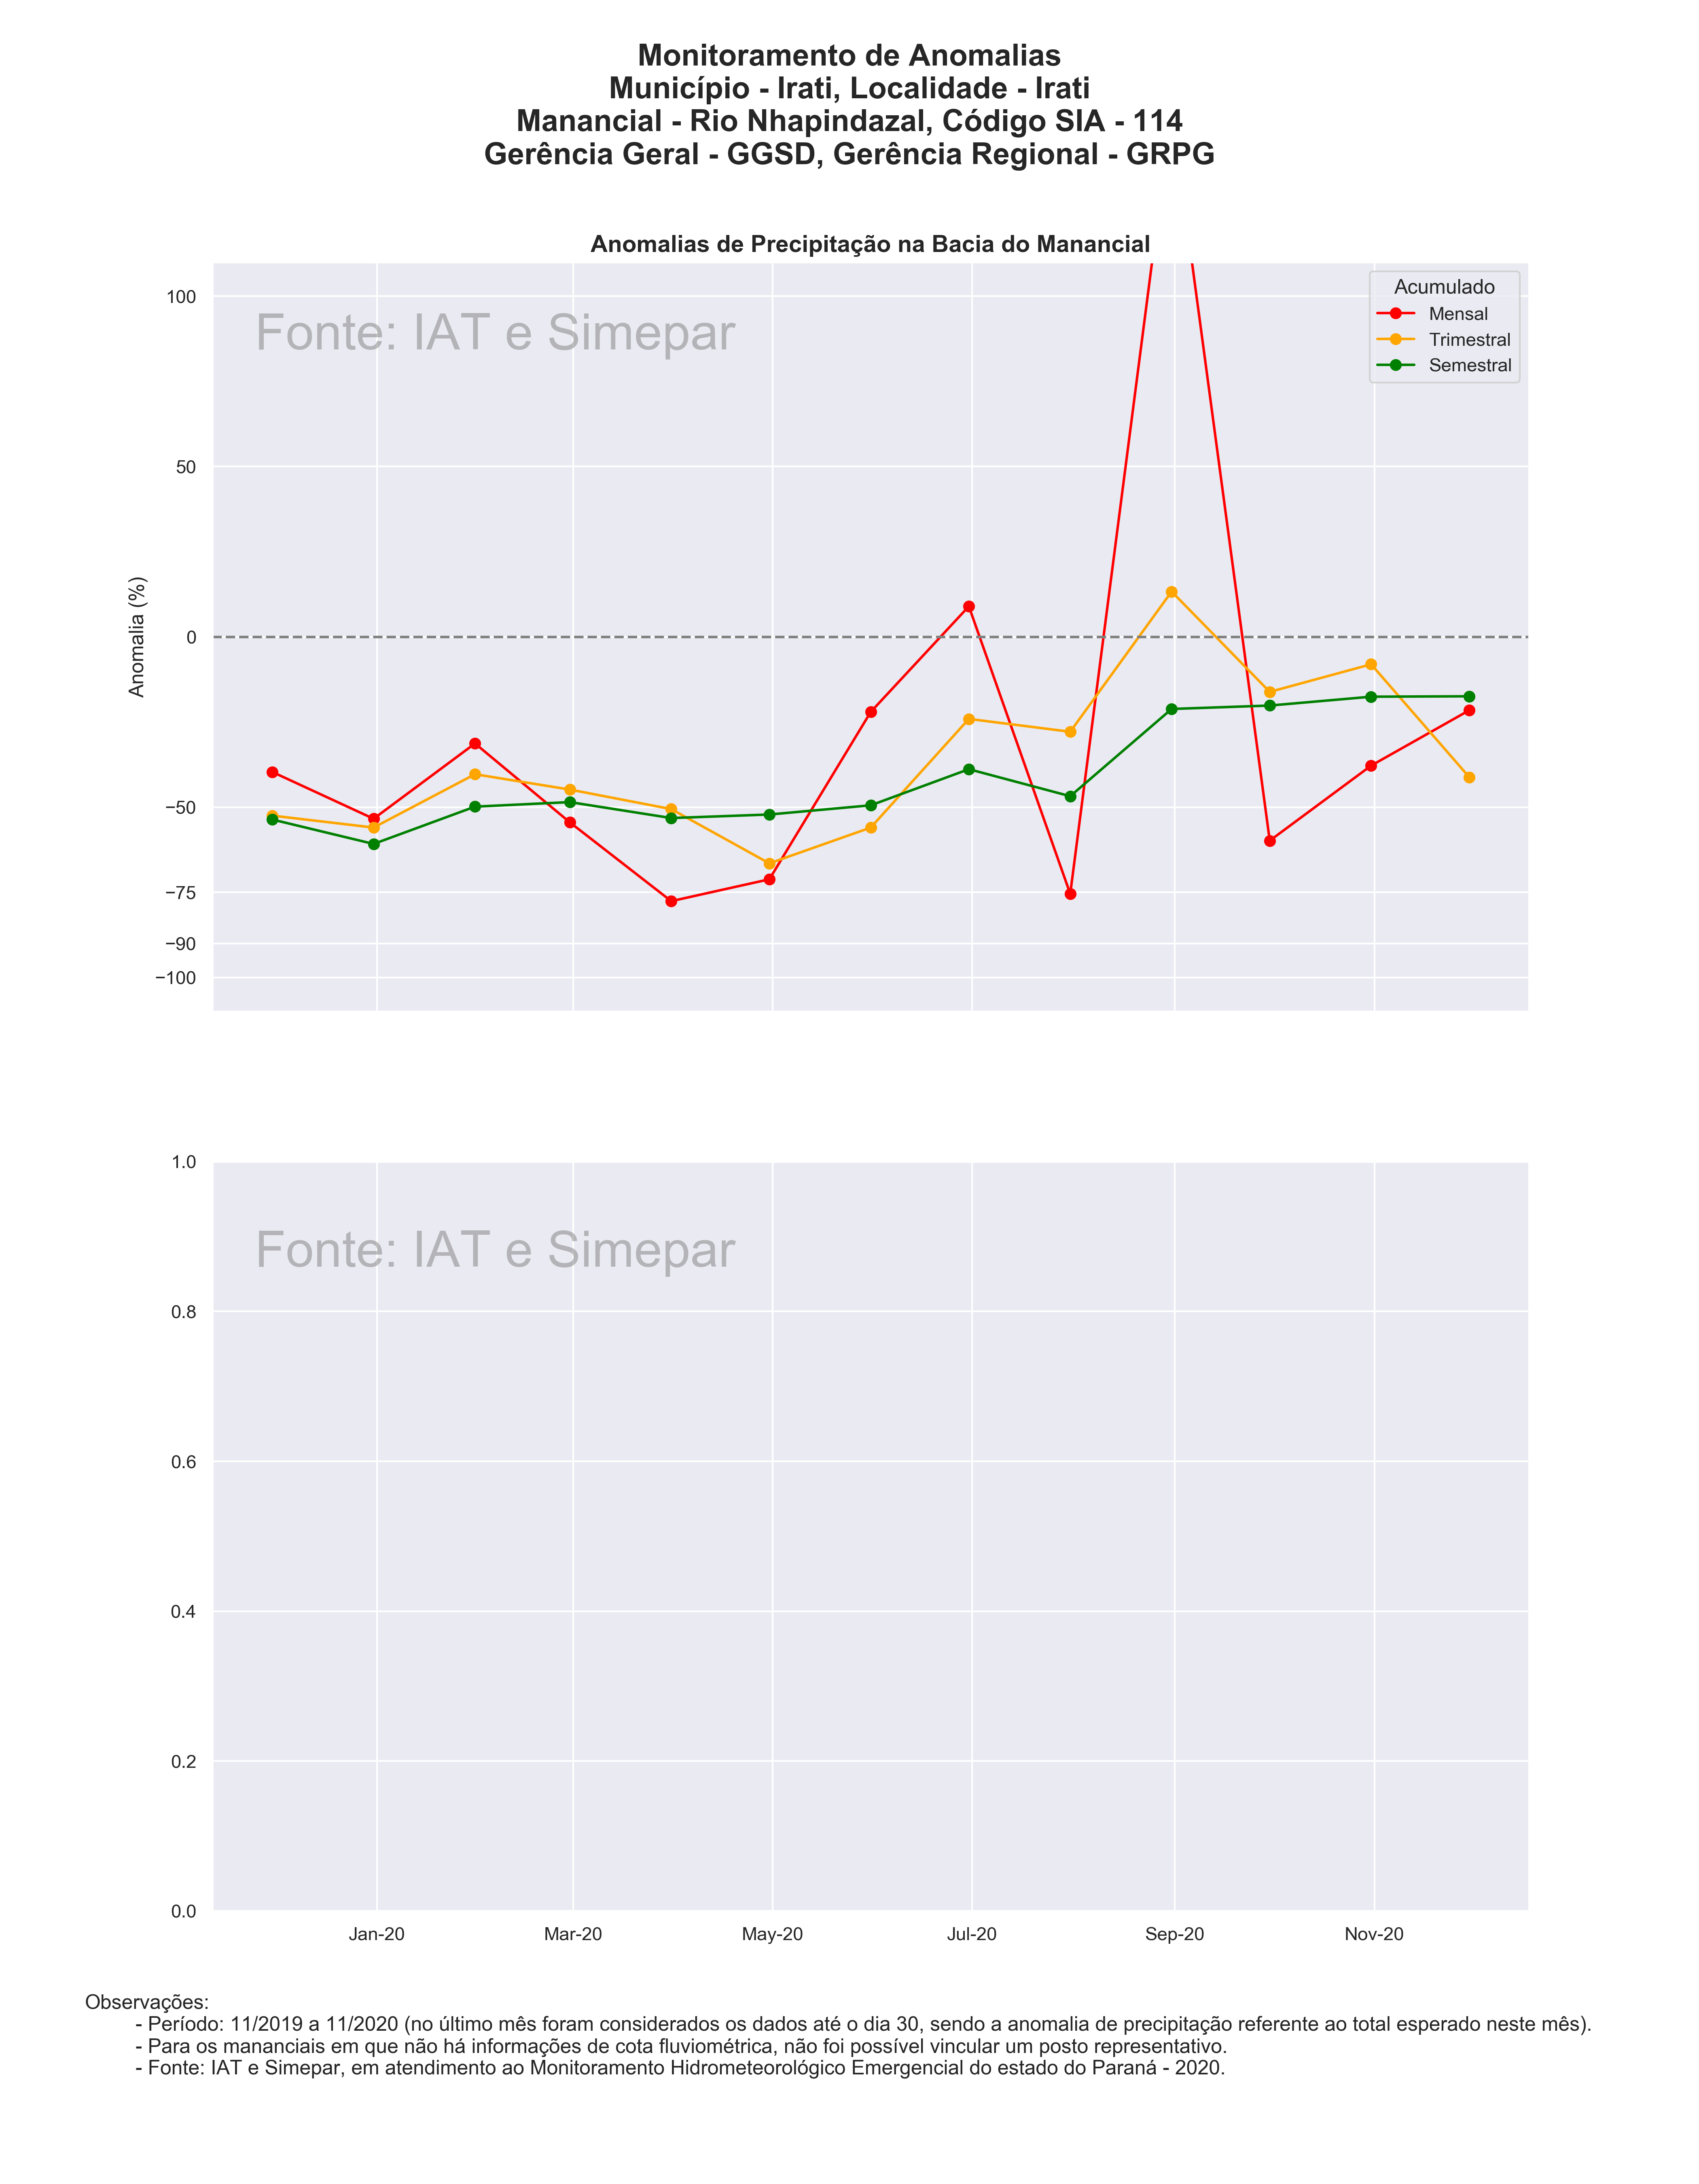 Monitoramento de Anomalias
Município - Irati, Localidade - Irati
Manancial - Rio Nhapindazal, Código SIA - 114
Gerência Geral - GGSD, Gerência Regional - GRPG
Anomalias de Precipitação na Bacia do Manancial
Fonte: IAT e Simepar
Acumulado
Mensal
Trimestral
Semestral
Anomalia (%)
100
50
0
−50
−75
−90
−100
Fonte: IAT e Simepar
1.0
0.8
0.6
0.4
0.2
0.0
Jan-20 Mar-20 May-20 Jul-20 Sep-20 Nov-20
Observações:
- Período: 11/2019 a 11/2020 (no último mês foram considerados os dados até o dia 30, sendo a anomalia de precipitação referente ao total esperado neste mês).
- Para os mananciais em que não há informações de cota fluviométrica, não foi possível vincular um posto representativo.
- Fonte: IAT e Simepar, em atendimento ao Monitoramento Hidrometeorológico Emergencial do estado do Paraná - 2020.